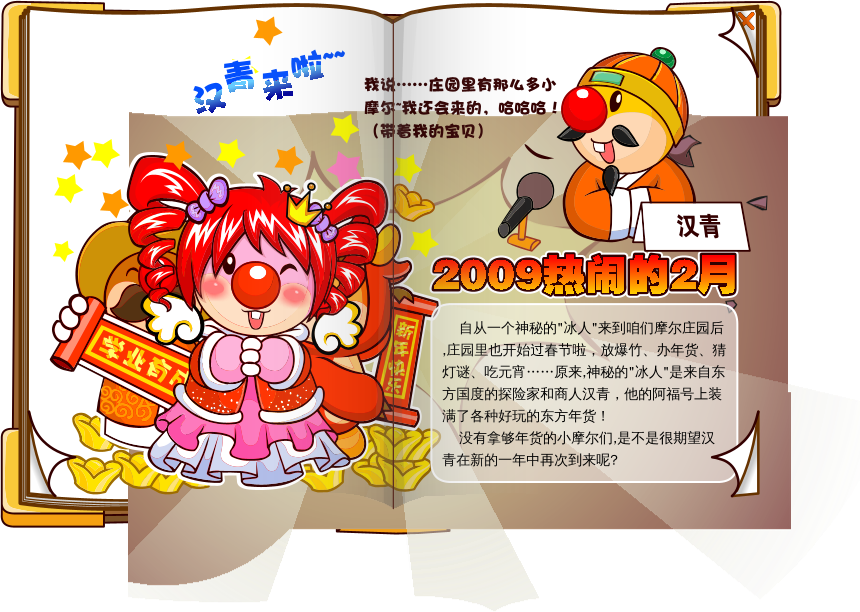 汉青来啦~~
我说……庄园里有那么多小
摩尔~我还会来的，哈哈哈！
（带着我的宝贝）
汉青
2009热闹的2月
学业有
新年快乐
自从一个神秘的"冰人"来到咱们摩尔庄园后
,庄园里也开始过春节啦，放爆竹、办年货、猜
灯谜、吃元宵……原来,神秘的"冰人"是来自东
方国度的探险家和商人汉青，他的阿福号上装
满了各种好玩的东方年货！
没有拿够年货的小摩尔们,是不是很期望汉
青在新的一年中再次到来呢?